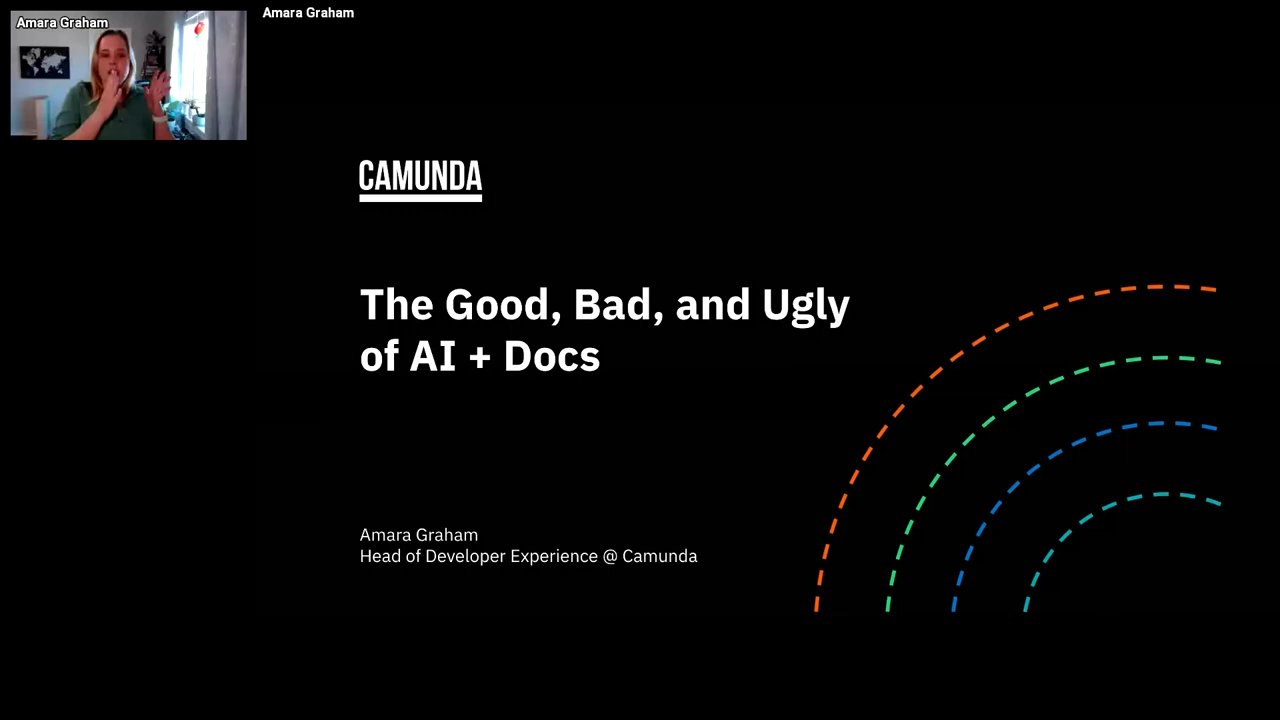 Amara Graham
Amara Graham
CAMUNDA
The Good, Bad, and Ugly
of AI + Docs
Amara Graham
Head of Developer Experience @ Camunda